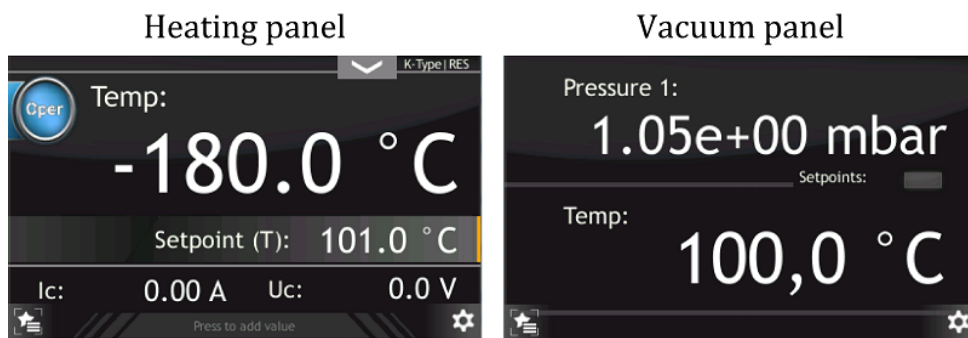 Heating panel
K-Type|RES
Oper
Temp:
-180.0 °C
Setpoint (T): 101.0 °C
Ic: 0.00 A Uc: 0.0 V
Press to add value
Vacuum panel
Pressure 1:
1.05e+00 mbar
Setpoints:
Temp:
100,0 °C